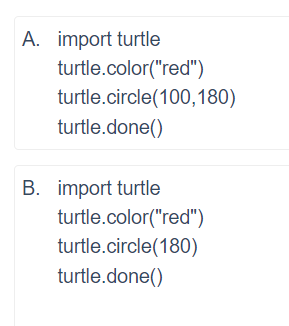 A. import turtle
turtle.color("red")
turtle.circle(100,180)
turtle.done()
B. import turtle
turtle.color("red")
turtle.circle(180)
turtle.done()